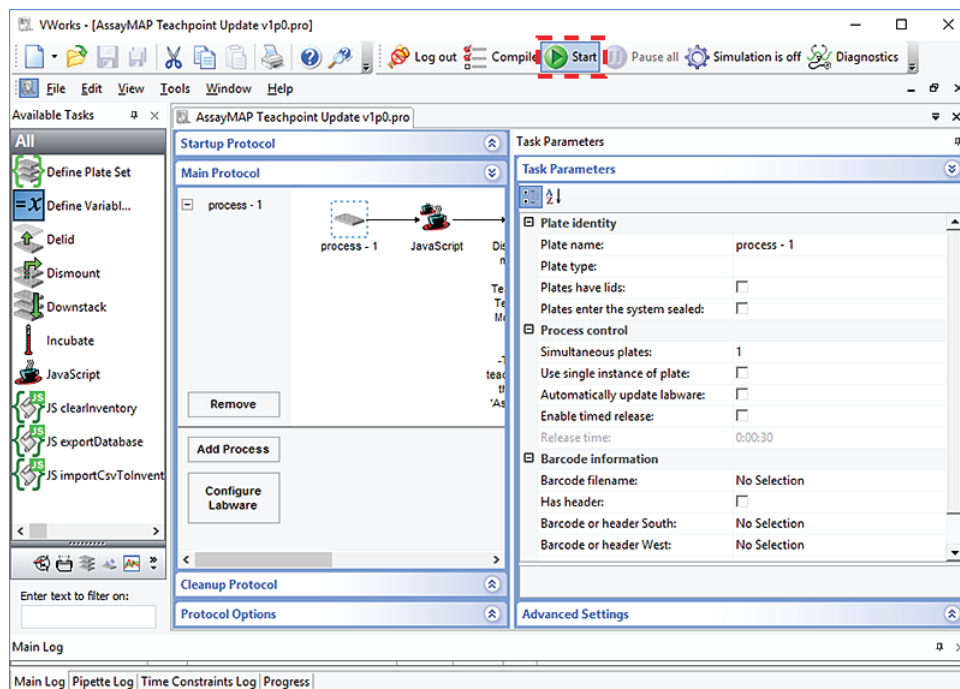 VWorks - [AssayMAP Teachpoint Update v1p0.pro]
Log out Compile Start Pause all Simulation is off Diagnostics
File Edit View Tools Window Help
Available Tasks
AssayMAP Teachpoint Update v1p0.pro
All
Define Plate Set
Define Variabl...
Delid
Dismount
Downstack
Incubate
JavaScript
JS clearInventory
JS exportDatabase
JS importCsvToInvent
Enter text to filter on:
Startup Protocol
Main Protocol
process - 1
process - 1 JavaScript
Remove
Add Process
Configure
Labware
Cleanup Protocol
Protocol Options
Task Parameters
Task Parameters
Plate identity
Plate name: process - 1
Plate type:
Plates have lids:
Plates enter the system sealed:
Process control
Simultaneous plates: 1
Use single instance of plate:
Automatically update labware:
Enable timed release:
Release time: 0:00:30
Barcode information
Barcode filename: No Selection
Has header:
Barcode or header South: No Selection
Barcode or header West: No Selection
Advanced Settings
Main Log
Main Log Pipette Log Time Constraints Log Progress